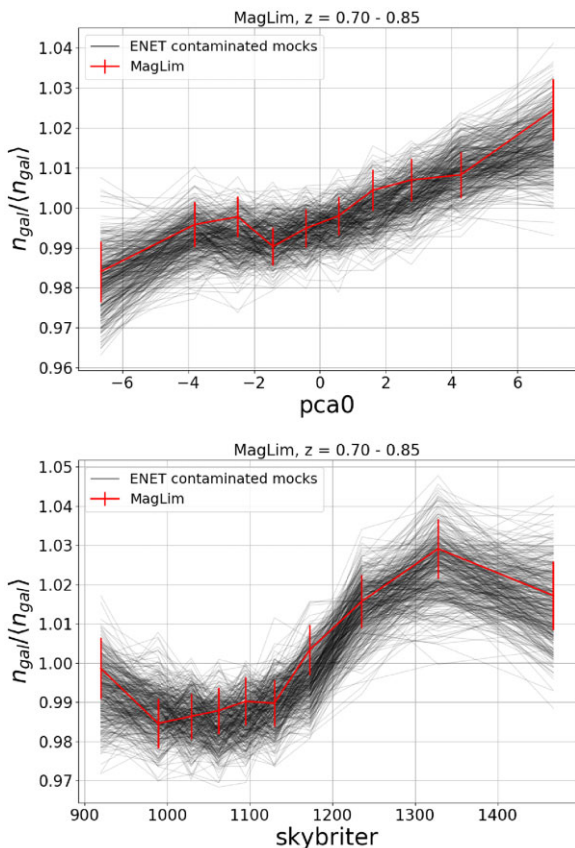 MagLim, z = 0.70 - 0.85
1.04
1.03
1.02
1.01
1.00
0.99
0.98
0.97
0.96
n_gal/⟨n_gal⟩
ENET contaminated mocks
MagLim
−6 −4 −2 0 2 4 6
pca0
MagLim, z = 0.70 - 0.85
1.05
1.04
1.03
1.02
1.01
1.00
0.99
0.98
0.97
n_gal/⟨n_gal⟩
ENET contaminated mocks
MagLim
900 1000 1100 1200 1300 1400
skybriter